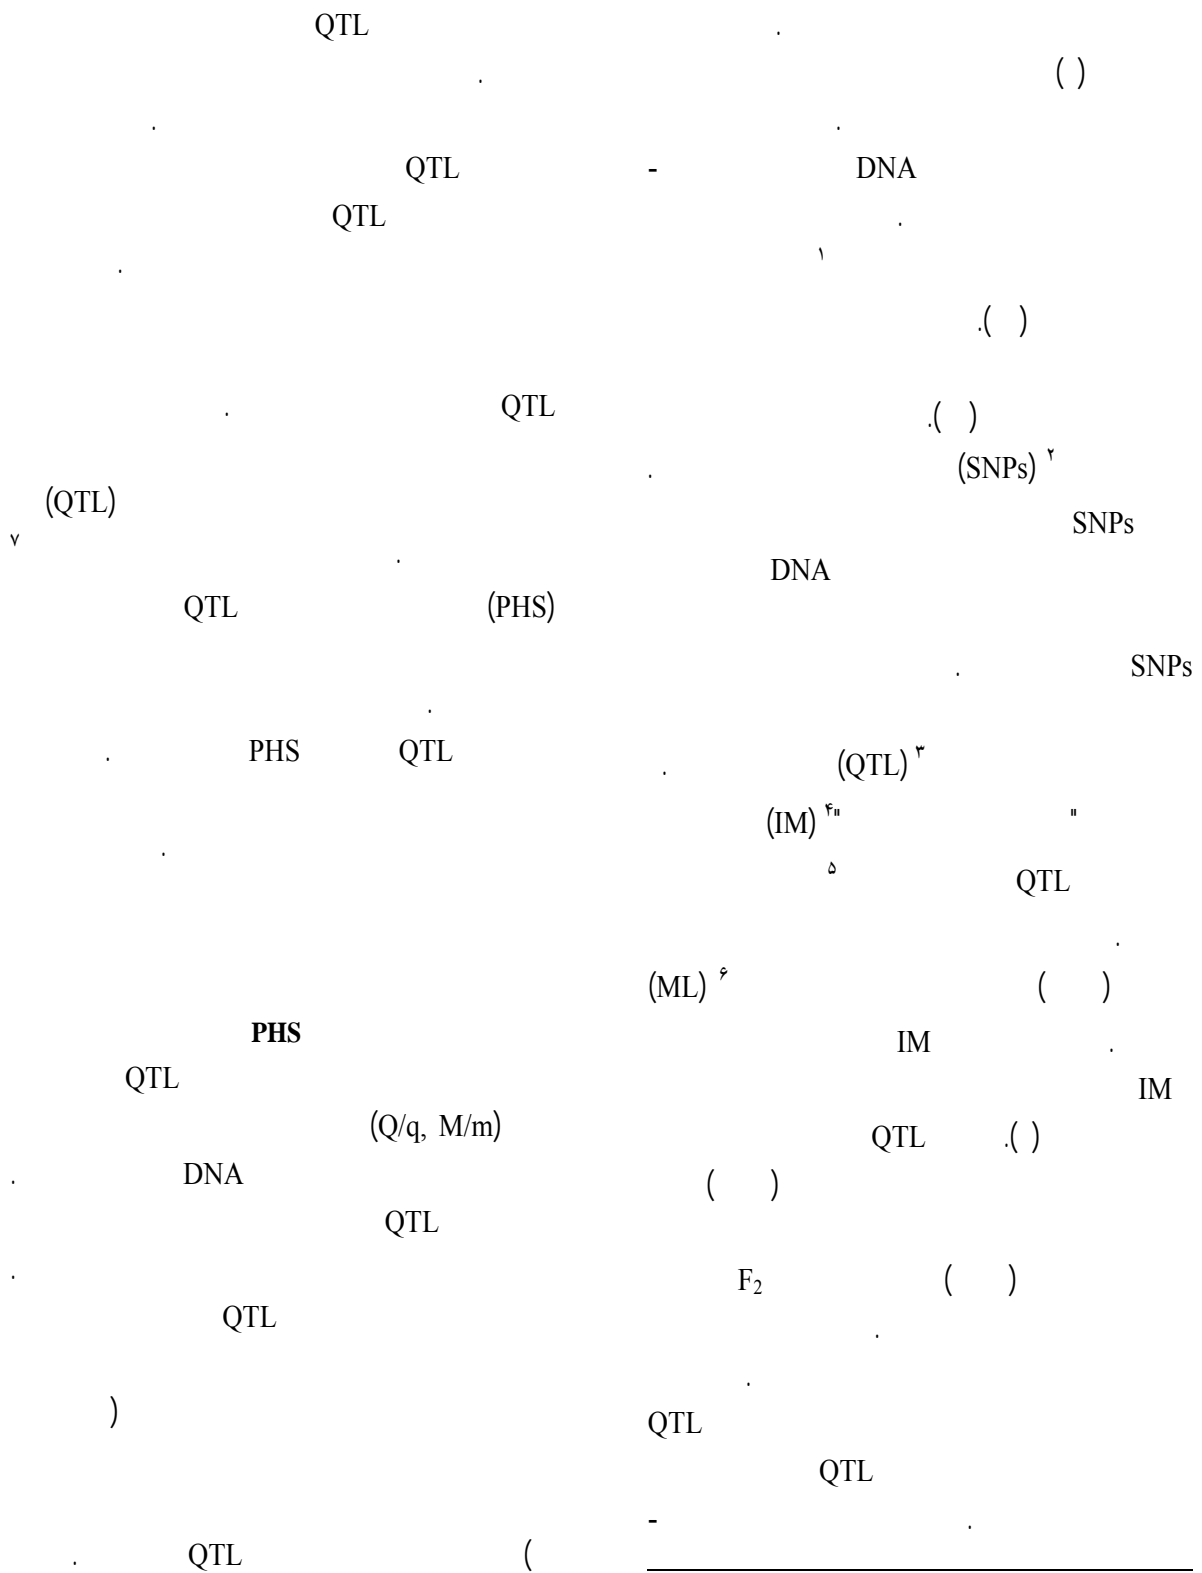 .
( )
.
DNA -
.
۱
( ).
( ).
۲ (SNPs) .
SNPs
DNA
SNPs .
۳ (QTL) .
" "۴ (IM)
QTL ۵
.
( ) ۶ (ML)
. IM
IM
( ). QTL
( )
( ) F₂
.
.
QTL
QTL
. -
QTL
.
.
QTL
QTL
.
QTL .
(QTL)
۷
.
(PHS) QTL
.
QTL PHS .
.
PHS
QTL
(Q/q, M/m)
DNA .
QTL
.
QTL
(
) QTL .